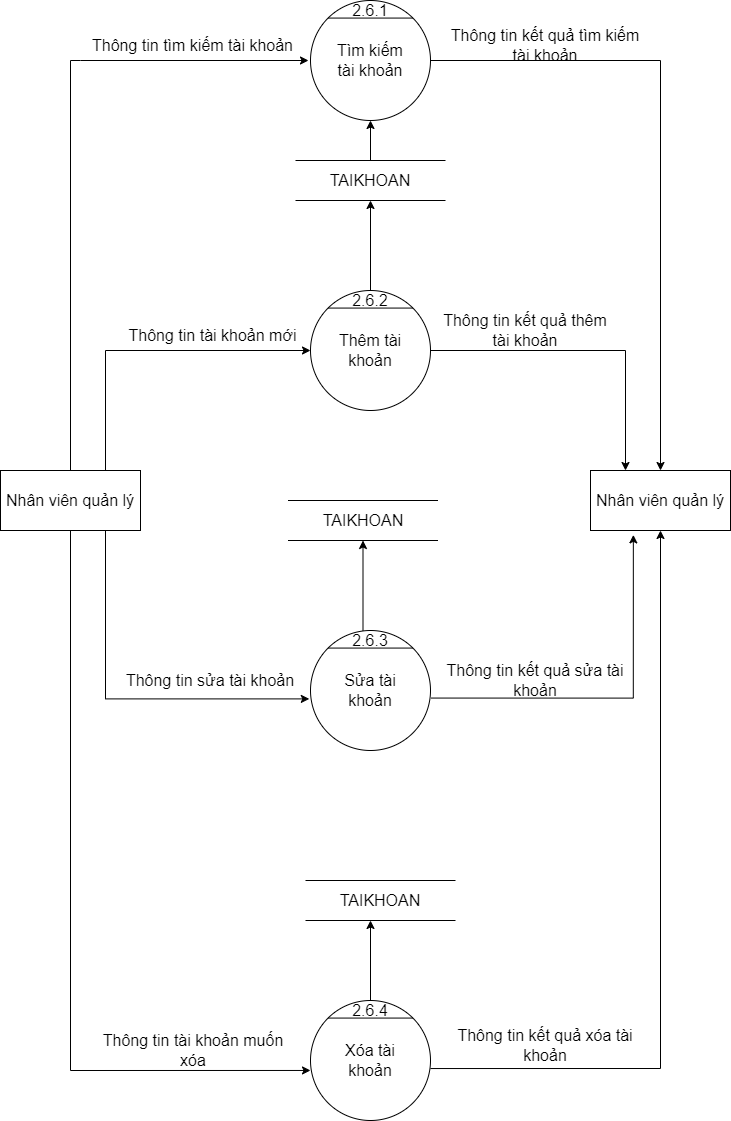 2.6.1
Thông tin tìm kiếm tài khoản
Tìm kiếm
tài khoản
Thông tin kết quả tìm kiếm
tài khoản
TAIKHOAN
2.6.2
Thông tin tài khoản mới
Thêm tài
khoản
Thông tin kết quả thêm
tài khoản
Nhân viên quản lý
Nhân viên quản lý
TAIKHOAN
2.6.3
Thông tin sửa tài khoản
Sửa tài
khoản
Thông tin kết quả sửa tài
khoản
TAIKHOAN
2.6.4
Thông tin tài khoản muốn
xóa
Xóa tài
khoản
Thông tin kết quả xóa tài
khoản